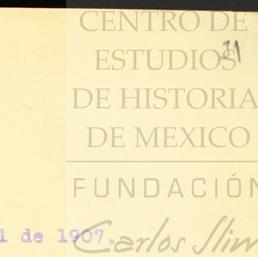 CENTRO DE
ESTUDIOS
DE HISTORIA
DE MEXICO
FUNDACIÓN
Carlos Slim
l de 1907.